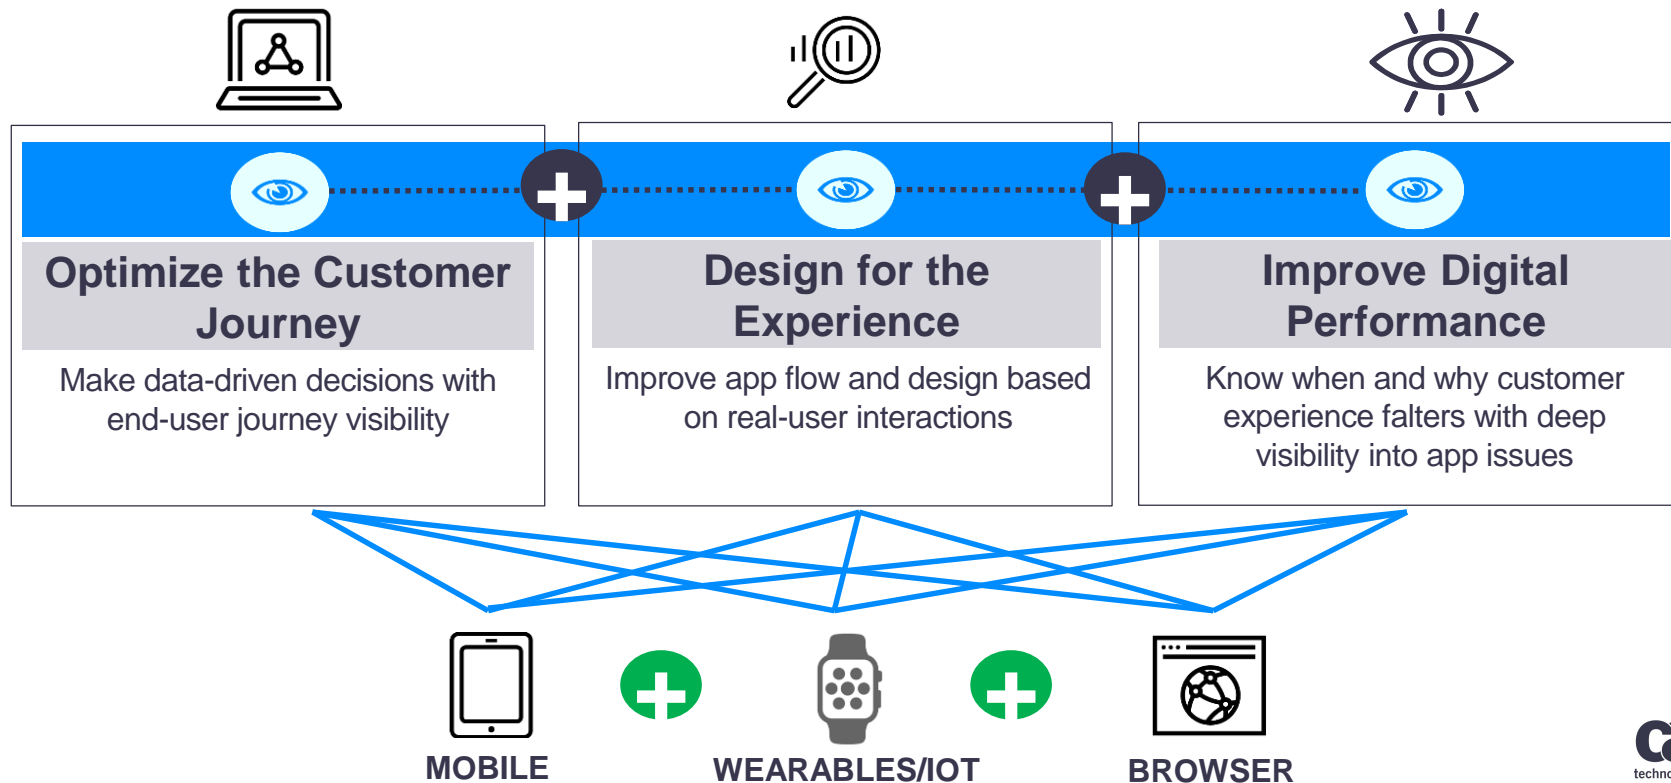 Optimize the Customer
Journey
Make data-driven decisions with
end-user journey visibility
Design for the
Experience
Improve app flow and design based
on real-user interactions
Improve Digital
Performance
Know when and why customer
experience falters with deep
visibility into app issues
MOBILE
WEARABLES/IOT
BROWSER